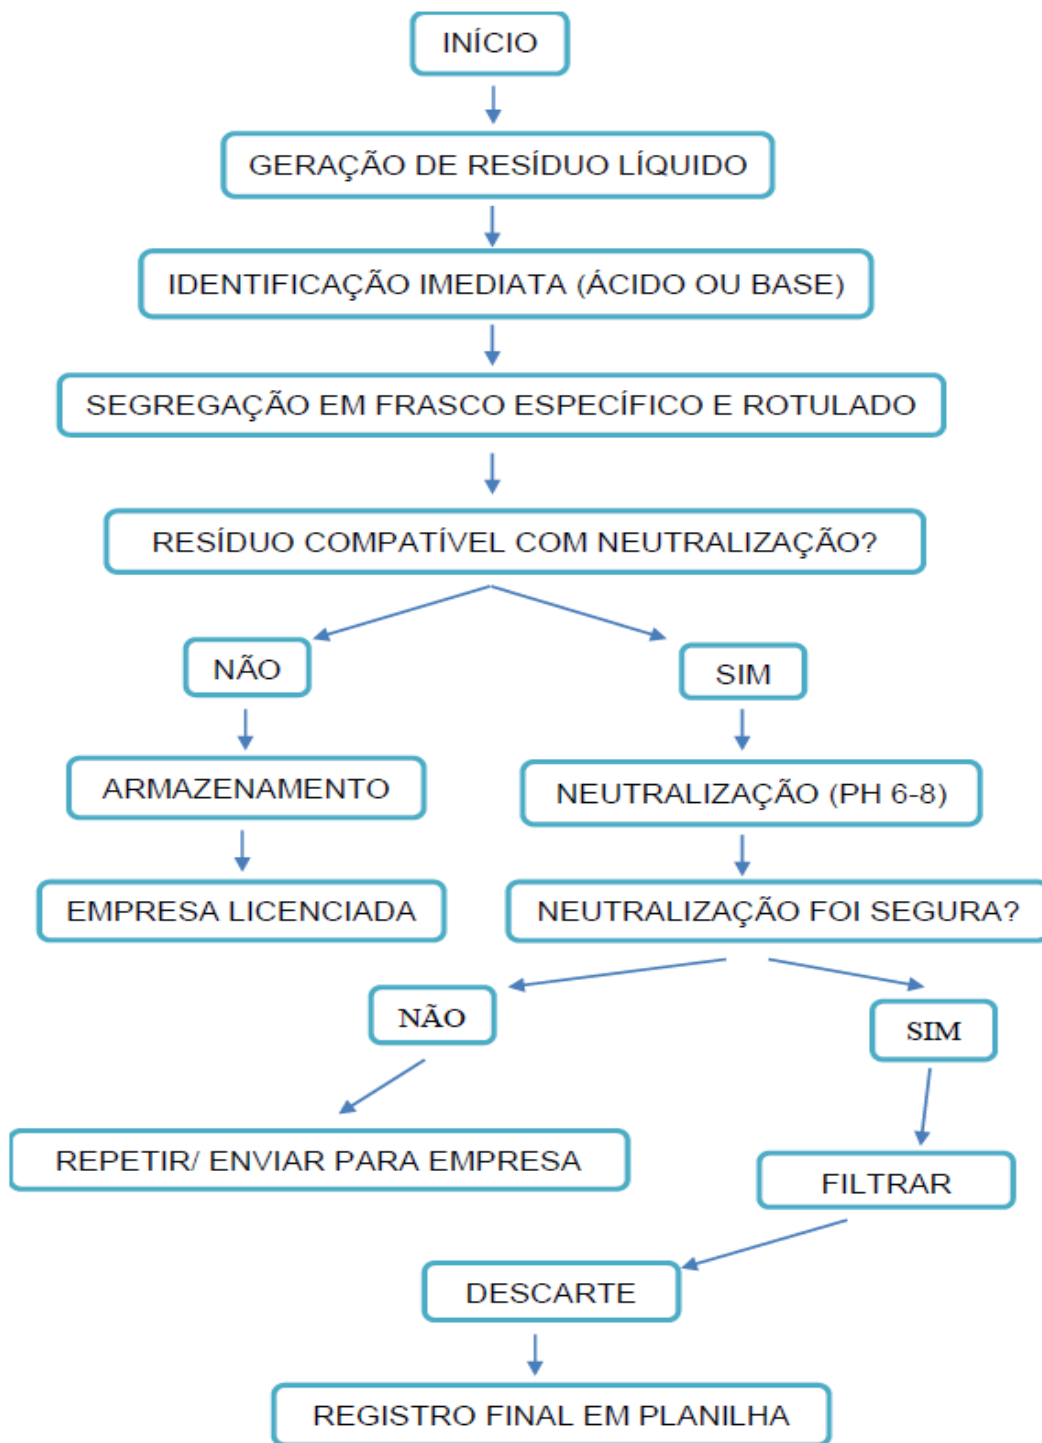 INÍCIO
GERAÇÃO DE RESÍDUO LÍQUIDO
IDENTIFICAÇÃO IMEDIATA (ÁCIDO OU BASE)
SEGREGAÇÃO EM FRASCO ESPECÍFICO E ROTULADO
RESÍDUO COMPATÍVEL COM NEUTRALIZAÇÃO?
NÃO
SIM
ARMAZENAMENTO
NEUTRALIZAÇÃO (PH 6-8)
EMPRESA LICENCIADA
NEUTRALIZAÇÃO FOI SEGURA?
NÃO
SIM
REPETIR/ ENVIAR PARA EMPRESA
FILTRAR
DESCARTE
REGISTRO FINAL EM PLANILHA